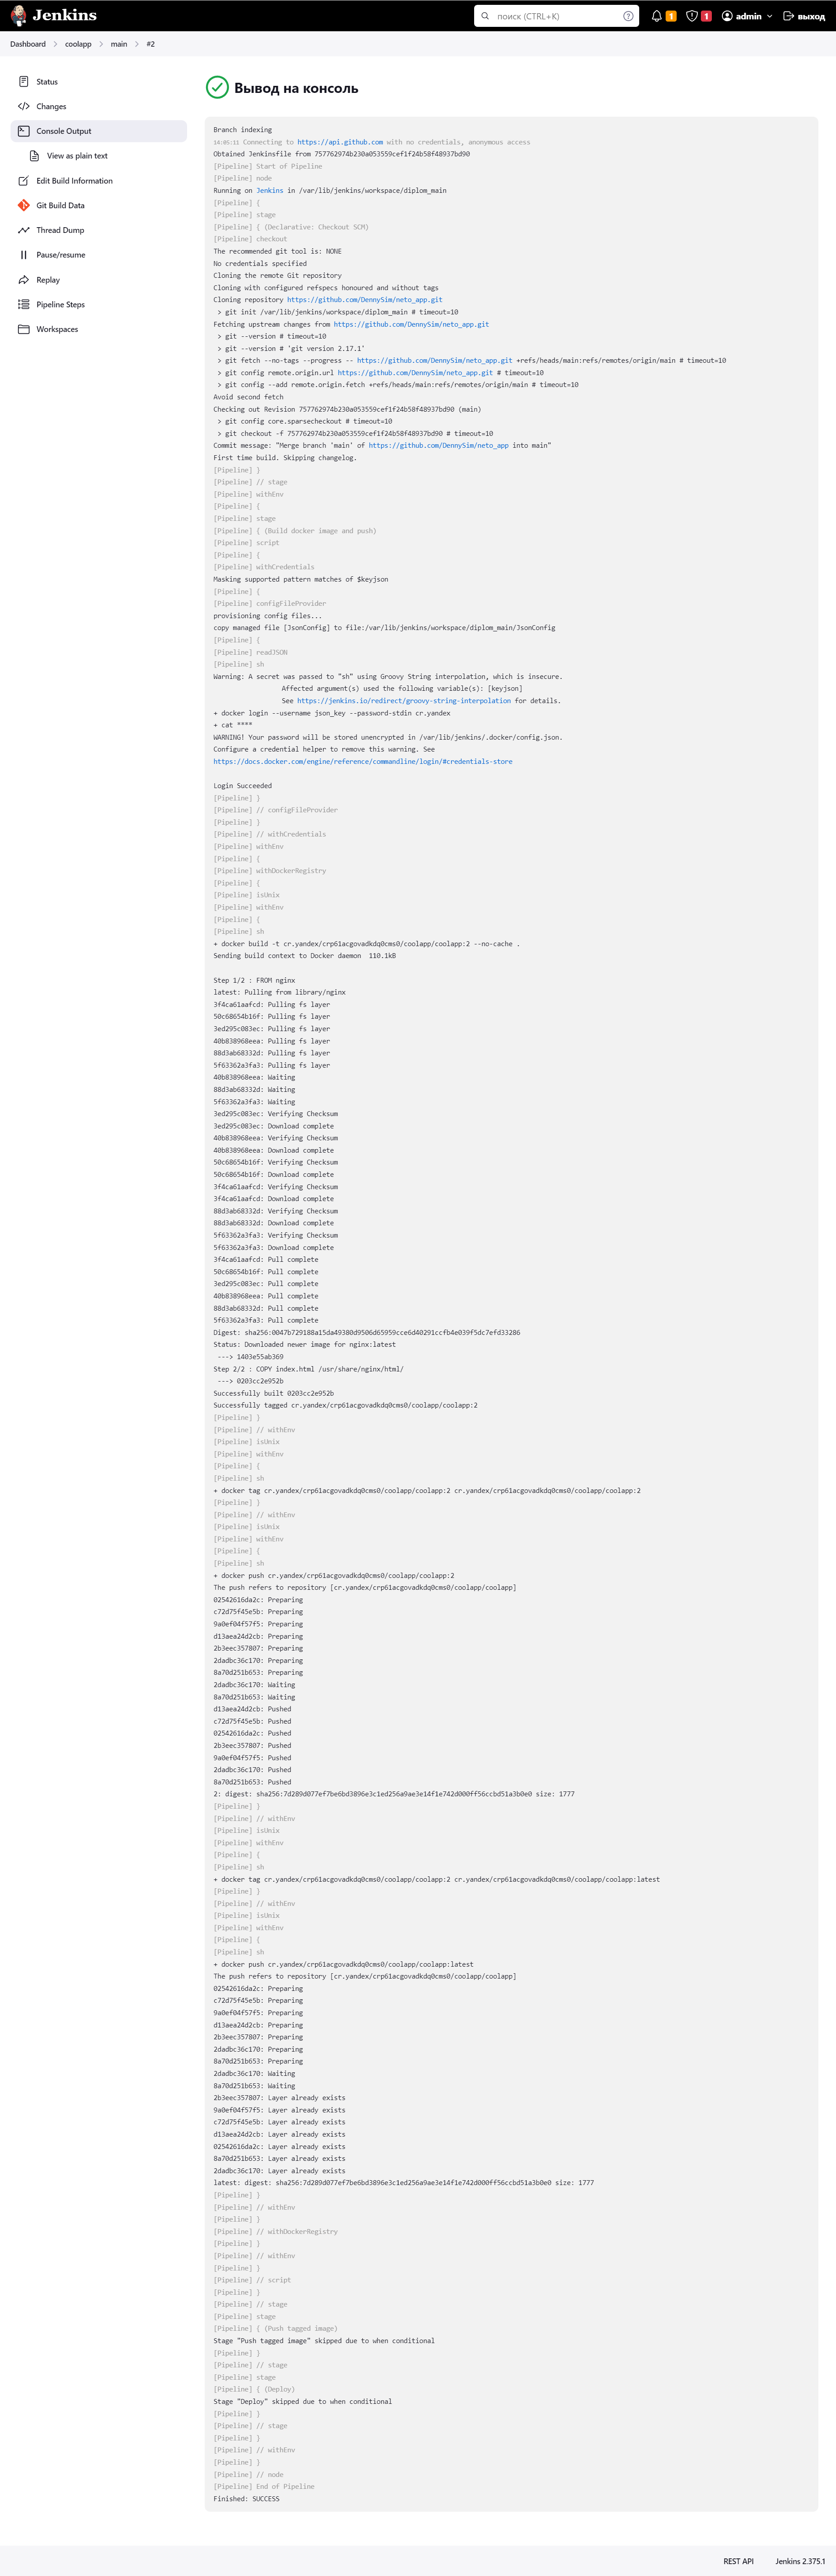 Jenkins
поиск (CTRL+K)
1
1
admin
выход
Dashboard
coolapp
main
#2
Status
Changes
Console Output
View as plain text
Edit Build Information
Git Build Data
Thread Dump
Pause/resume
Replay
Pipeline Steps
Workspaces
Вывод на консоль
Branch indexing
14:05:11 Connecting to https://api.github.com with no credentials, anonymous access
Obtained Jenkinsfile from 757762974b230a053559cef1f24b58f48937bd90
[Pipeline] Start of Pipeline
[Pipeline] node
Running on Jenkins in /var/lib/jenkins/workspace/diplom_main
[Pipeline] {
[Pipeline] stage
[Pipeline] { (Declarative: Checkout SCM)
[Pipeline] checkout
The recommended git tool is: NONE
No credentials specified
Cloning the remote Git repository
Cloning with configured refspecs honoured and without tags
Cloning repository https://github.com/DennySim/neto_app.git
> git init /var/lib/jenkins/workspace/diplom_main # timeout=10
Fetching upstream changes from https://github.com/DennySim/neto_app.git
> git --version # timeout=10
> git --version # 'git version 2.17.1'
> git fetch --no-tags --progress -- https://github.com/DennySim/neto_app.git +refs/heads/main:refs/remotes/origin/main # timeout=10
> git config remote.origin.url https://github.com/DennySim/neto_app.git # timeout=10
> git config --add remote.origin.fetch +refs/heads/main:refs/remotes/origin/main # timeout=10
Avoid second fetch
Checking out Revision 757762974b230a053559cef1f24b58f48937bd90 (main)
> git config core.sparsecheckout # timeout=10
> git checkout -f 757762974b230a053559cef1f24b58f48937bd90 # timeout=10
Commit message: "Merge branch 'main' of https://github.com/DennySim/neto_app into main"
First time build. Skipping changelog.
[Pipeline] }
[Pipeline] // stage
[Pipeline] withEnv
[Pipeline] {
[Pipeline] stage
[Pipeline] { (Build docker image and push)
[Pipeline] script
[Pipeline] {
[Pipeline] withCredentials
Masking supported pattern matches of $keyjson
[Pipeline] {
[Pipeline] configFileProvider
provisioning config files...
copy managed file [JsonConfig] to file:/var/lib/jenkins/workspace/diplom_main/JsonConfig
[Pipeline] {
[Pipeline] readJSON
[Pipeline] sh
Warning: A secret was passed to "sh" using Groovy String interpolation, which is insecure.
Affected argument(s) used the following variable(s): [keyjson]
See https://jenkins.io/redirect/groovy-string-interpolation for details.
+ docker login --username json_key --password-stdin cr.yandex
+ cat ****
WARNING! Your password will be stored unencrypted in /var/lib/jenkins/.docker/config.json.
Configure a credential helper to remove this warning. See
https://docs.docker.com/engine/reference/commandline/login/#credentials-store
Login Succeeded
[Pipeline] }
[Pipeline] // configFileProvider
[Pipeline] }
[Pipeline] // withCredentials
[Pipeline] withEnv
[Pipeline] {
[Pipeline] withDockerRegistry
[Pipeline] {
[Pipeline] isUnix
[Pipeline] withEnv
[Pipeline] {
[Pipeline] sh
+ docker build -t cr.yandex/crp61acgovadkdq0cms0/coolapp/coolapp:2 --no-cache .
Sending build context to Docker daemon  110.1kB
Step 1/2 : FROM nginx
latest: Pulling from library/nginx
3f4ca61aafcd: Pulling fs layer
50c68654b16f: Pulling fs layer
3ed295c083ec: Pulling fs layer
40b838968eea: Pulling fs layer
88d3ab68332d: Pulling fs layer
5f63362a3fa3: Pulling fs layer
40b838968eea: Waiting
88d3ab68332d: Waiting
5f63362a3fa3: Waiting
3ed295c083ec: Verifying Checksum
3ed295c083ec: Download complete
40b838968eea: Verifying Checksum
40b838968eea: Download complete
50c68654b16f: Verifying Checksum
50c68654b16f: Download complete
3f4ca61aafcd: Verifying Checksum
3f4ca61aafcd: Download complete
88d3ab68332d: Verifying Checksum
88d3ab68332d: Download complete
5f63362a3fa3: Verifying Checksum
5f63362a3fa3: Download complete
3f4ca61aafcd: Pull complete
50c68654b16f: Pull complete
3ed295c083ec: Pull complete
40b838968eea: Pull complete
88d3ab68332d: Pull complete
5f63362a3fa3: Pull complete
Digest: sha256:0047b729188a15da49380d9506d65959cce6d40291ccfb4e039f5dc7efd33286
Status: Downloaded newer image for nginx:latest
---> 1403e55ab369
Step 2/2 : COPY index.html /usr/share/nginx/html/
---> 0203cc2e952b
Successfully built 0203cc2e952b
Successfully tagged cr.yandex/crp61acgovadkdq0cms0/coolapp/coolapp:2
[Pipeline] }
[Pipeline] // withEnv
[Pipeline] isUnix
[Pipeline] withEnv
[Pipeline] {
[Pipeline] sh
+ docker tag cr.yandex/crp61acgovadkdq0cms0/coolapp/coolapp:2 cr.yandex/crp61acgovadkdq0cms0/coolapp/coolapp:2
[Pipeline] }
[Pipeline] // withEnv
[Pipeline] isUnix
[Pipeline] withEnv
[Pipeline] {
[Pipeline] sh
+ docker push cr.yandex/crp61acgovadkdq0cms0/coolapp/coolapp:2
The push refers to repository [cr.yandex/crp61acgovadkdq0cms0/coolapp/coolapp]
02542616da2c: Preparing
c72d75f45e5b: Preparing
9a0ef04f57f5: Preparing
d13aea24d2cb: Preparing
2b3eec357807: Preparing
2dadbc36c170: Preparing
8a70d251b653: Preparing
2dadbc36c170: Waiting
8a70d251b653: Waiting
d13aea24d2cb: Pushed
c72d75f45e5b: Pushed
02542616da2c: Pushed
2b3eec357807: Pushed
9a0ef04f57f5: Pushed
2dadbc36c170: Pushed
8a70d251b653: Pushed
2: digest: sha256:7d289d077ef7be6bd3896e3c1ed256a9ae3e14f1e742d000ff56ccbd51a3b0e0 size: 1777
[Pipeline] }
[Pipeline] // withEnv
[Pipeline] isUnix
[Pipeline] withEnv
[Pipeline] {
[Pipeline] sh
+ docker tag cr.yandex/crp61acgovadkdq0cms0/coolapp/coolapp:2 cr.yandex/crp61acgovadkdq0cms0/coolapp/coolapp:latest
[Pipeline] }
[Pipeline] // withEnv
[Pipeline] isUnix
[Pipeline] withEnv
[Pipeline] {
[Pipeline] sh
+ docker push cr.yandex/crp61acgovadkdq0cms0/coolapp/coolapp:latest
The push refers to repository [cr.yandex/crp61acgovadkdq0cms0/coolapp/coolapp]
02542616da2c: Preparing
c72d75f45e5b: Preparing
9a0ef04f57f5: Preparing
d13aea24d2cb: Preparing
2b3eec357807: Preparing
2dadbc36c170: Preparing
8a70d251b653: Preparing
2dadbc36c170: Waiting
8a70d251b653: Waiting
2b3eec357807: Layer already exists
9a0ef04f57f5: Layer already exists
c72d75f45e5b: Layer already exists
d13aea24d2cb: Layer already exists
02542616da2c: Layer already exists
8a70d251b653: Layer already exists
2dadbc36c170: Layer already exists
latest: digest: sha256:7d289d077ef7be6bd3896e3c1ed256a9ae3e14f1e742d000ff56ccbd51a3b0e0 size: 1777
[Pipeline] }
[Pipeline] // withEnv
[Pipeline] }
[Pipeline] // withDockerRegistry
[Pipeline] }
[Pipeline] // withEnv
[Pipeline] }
[Pipeline] // script
[Pipeline] }
[Pipeline] // stage
[Pipeline] stage
[Pipeline] { (Push tagged image)
Stage "Push tagged image" skipped due to when conditional
[Pipeline] }
[Pipeline] // stage
[Pipeline] stage
[Pipeline] { (Deploy)
Stage "Deploy" skipped due to when conditional
[Pipeline] }
[Pipeline] // stage
[Pipeline] }
[Pipeline] // withEnv
[Pipeline] }
[Pipeline] // node
[Pipeline] End of Pipeline
Finished: SUCCESS
REST API
Jenkins 2.375.1